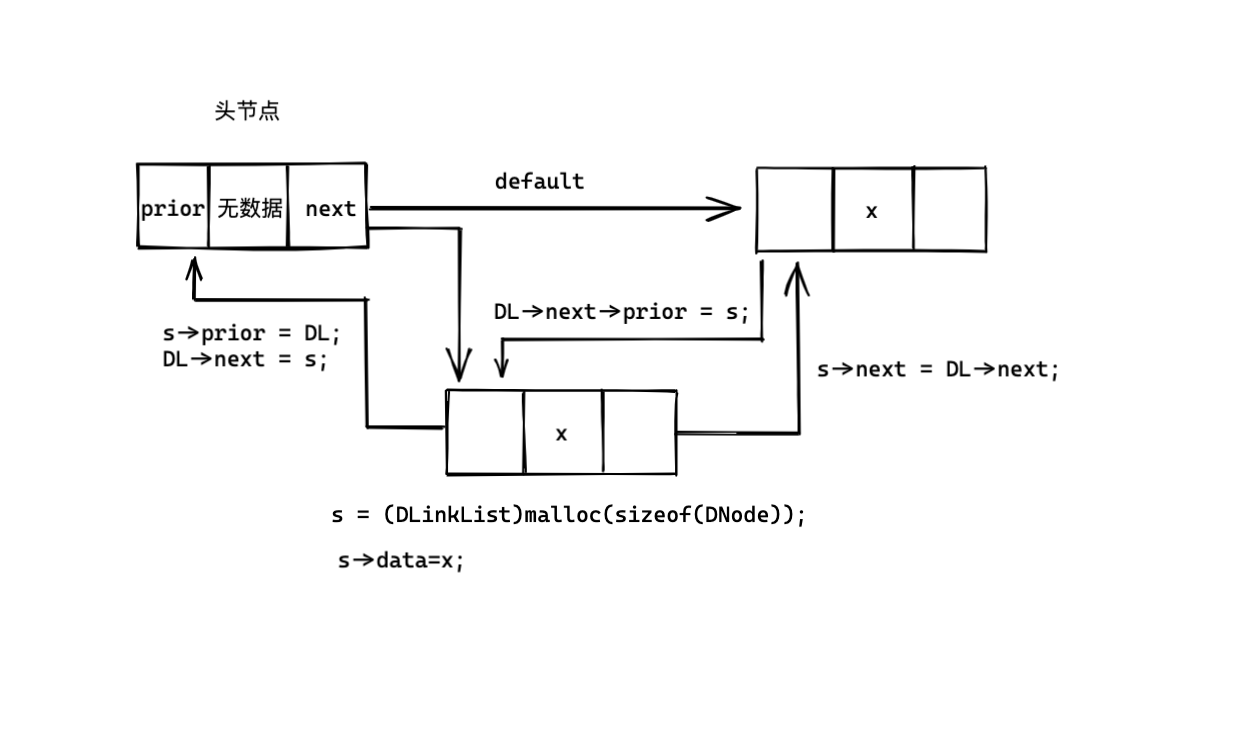 头节点
default
prior 无数据 next
x
DL->next->prior = s;
s->prior = DL;
DL->next = s;
s->next = DL->next;
x
s = (DLinkList)malloc(sizeof(DNode));
s->data=x;